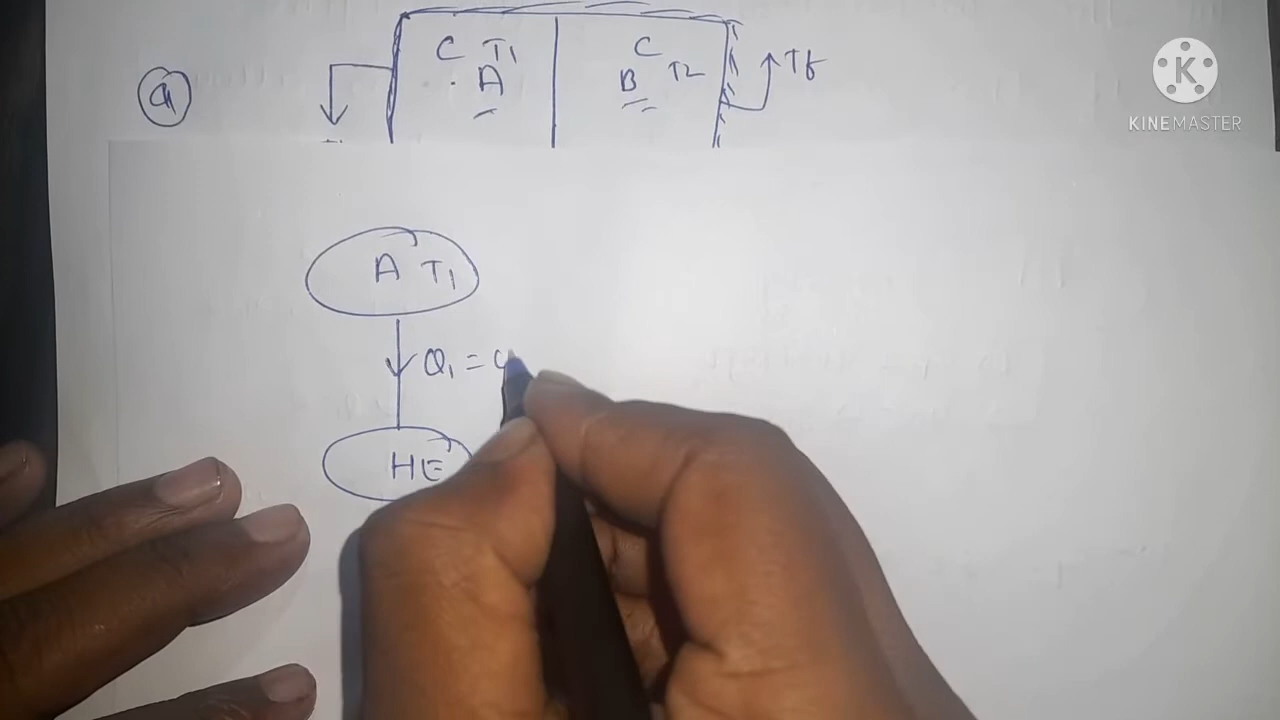 C T1 C
a A B T2 Tf
K
KINEMASTER
A T1
Q1 =
HE